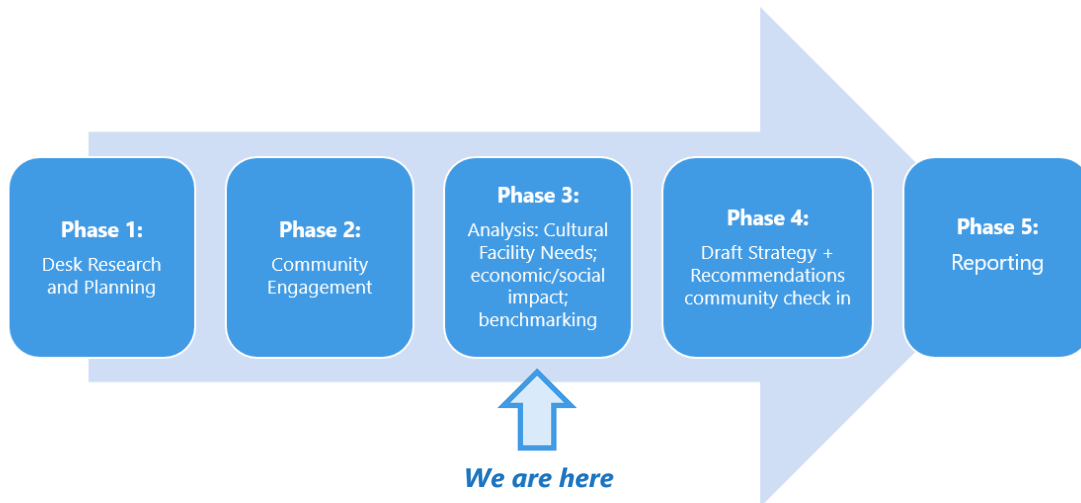 Phase 1:
Desk Research
and Planning
Phase 2:
Community
Engagement
Phase 3:
Analysis: Cultural
Facility Needs;
economic/social
impact;
benchmarking
Phase 4:
Draft Strategy +
Recommendations
community check in
Phase 5:
Reporting
We are here